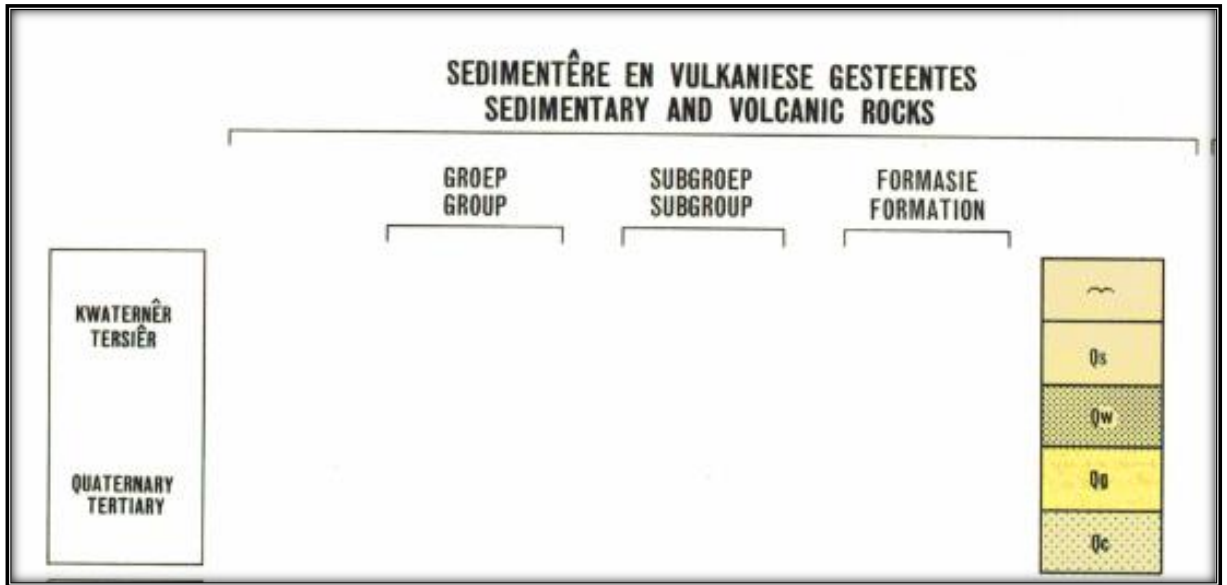 SEDIMENTÊRE EN VULKANIESE GESTEENTES
SEDIMENTARY AND VOLCANIC ROCKS
GROEP
GROUP
SUBGROEP
SUBGROUP
FORMASIE
FORMATION
KWATERNÊR
TERSIÊR
QUATERNARY
TERTIARY
Qs
Qw
Qg
Qc